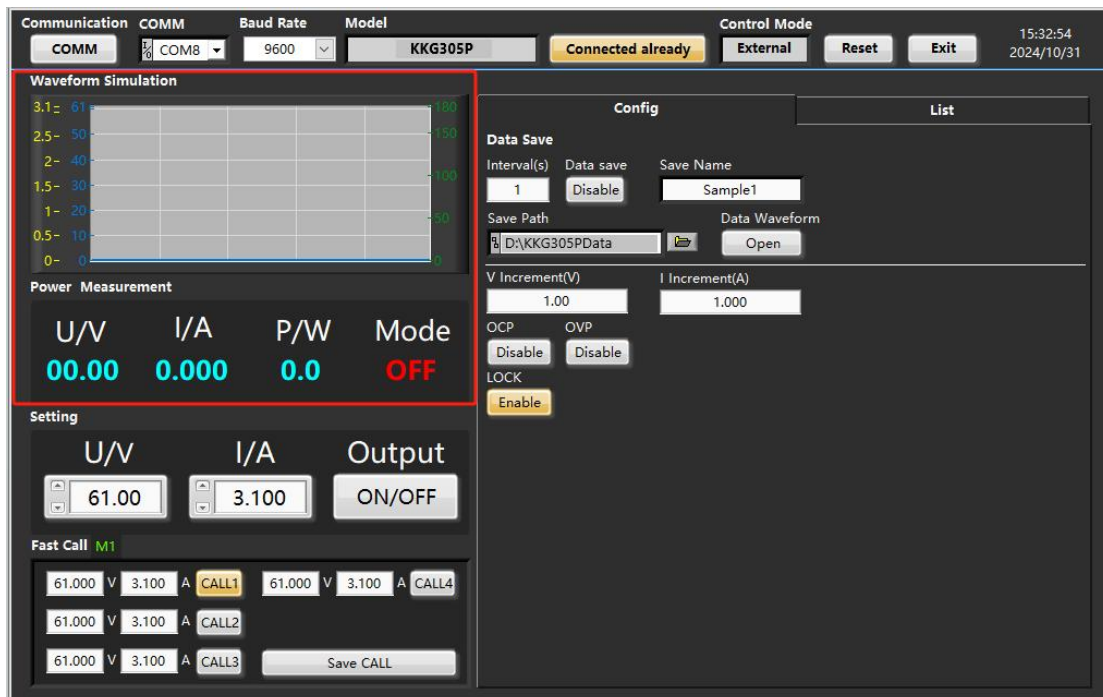 Communication COMM Baud Rate Model Control Mode
COMM COM8 9600 KKG305P Connected already External Reset Exit 15:32:54
2024/10/31
Waveform Simulation
3.1 61 180
2.5 50 150
2 40
100
1.5 30
1 20
50
0.5 10
0 0 0
Power Measurement
U/V I/A P/W Mode
00.00 0.000 0.0 OFF
Setting
U/V I/A Output
61.00 3.100 ON/OFF
Fast Call M1
61.000 V 3.100 A CALL1 61.000 V 3.100 A CALL4
61.000 V 3.100 A CALL2
61.000 V 3.100 A CALL3 Save CALL
Config List
Data Save
Interval(s) Data save Save Name
1 Disable Sample1
Save Path Data Waveform
D:\KKG305PData Open
V Increment(V) I Increment(A)
1.00 1.000
OCP OVP
Disable Disable
LOCK
Enable